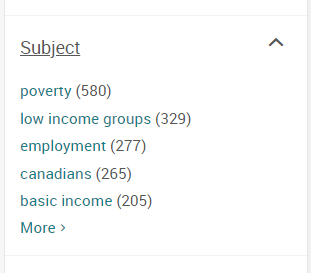 Subject
poverty (580)
low income groups (329)
employment (277)
canadians (265)
basic income (205)
More ›